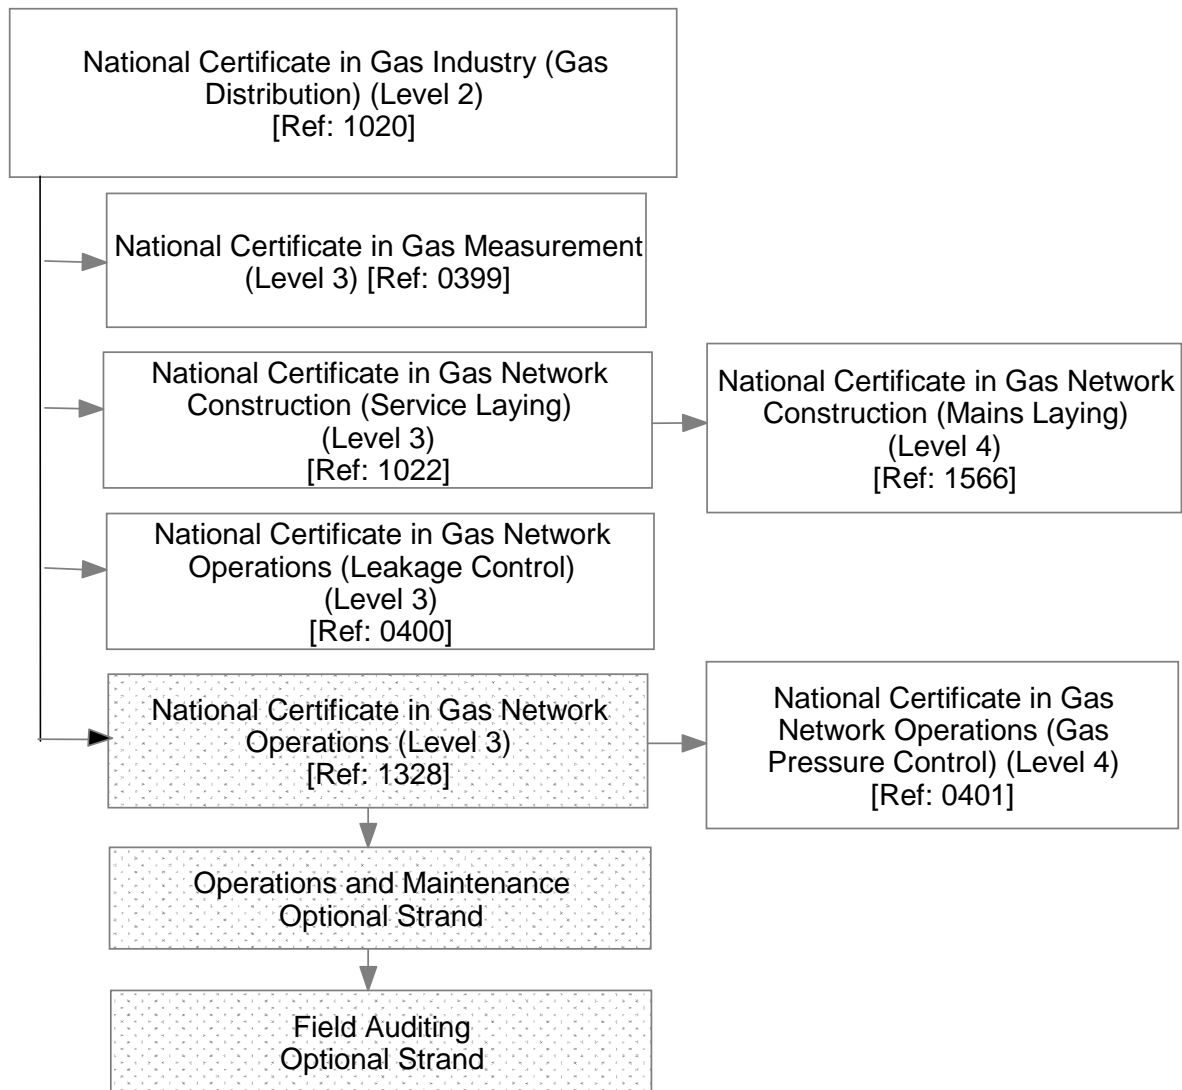 National Certificate in Gas Industry (Gas
Distribution) (Level 2)
[Ref: 1020]
National Certificate in Gas Measurement
(Level 3) [Ref: 0399]
National Certificate in Gas Network
Construction (Service Laying)
(Level 3)
[Ref: 1022]
National Certificate in Gas Network
Construction (Mains Laying)
(Level 4)
[Ref: 1566]
National Certificate in Gas Network
Operations (Leakage Control)
(Level 3)
[Ref: 0400]
National Certificate in Gas Network
Operations (Level 3)
[Ref: 1328]
National Certificate in Gas
Network Operations (Gas
Pressure Control) (Level 4)
[Ref: 0401]
Operations and Maintenance
Optional Strand
Field Auditing
Optional Strand